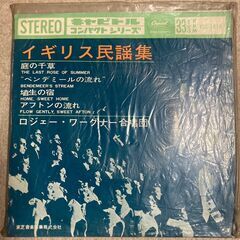 STEREO
キャピトル
コンパクト シリーズ
Capitol
33
イギリス民謡集
庭の千草
THE LAST ROSE OF SUMMER
"ベンデミールの流れ"
BENDEMEER'S STREAM
埴生の宿
HOME, SWEET HOME
アフトンの流れ
FLOW GENTLY, SWEET AFTON
ロジェー・ワーグナー合唱団
東芝音楽工業株式会社